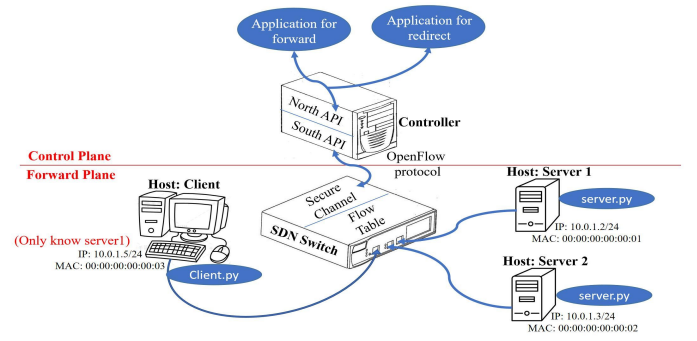 Application for
forward
Application for
redirect
North API
South API
Controller
Control Plane
Forward Plane
OpenFlow
protocol
Host: Client
Secure
Channel
Flow
Table
SDN Switch
(Only know server1)
IP: 10.0.1.5/24
MAC: 00:00:00:00:00:03
Client.py
Host: Server 1
server.py
IP: 10.0.1.2/24
MAC: 00:00:00:00:00:01
Host: Server 2
server.py
IP: 10.0.1.3/24
MAC: 00:00:00:00:00:02